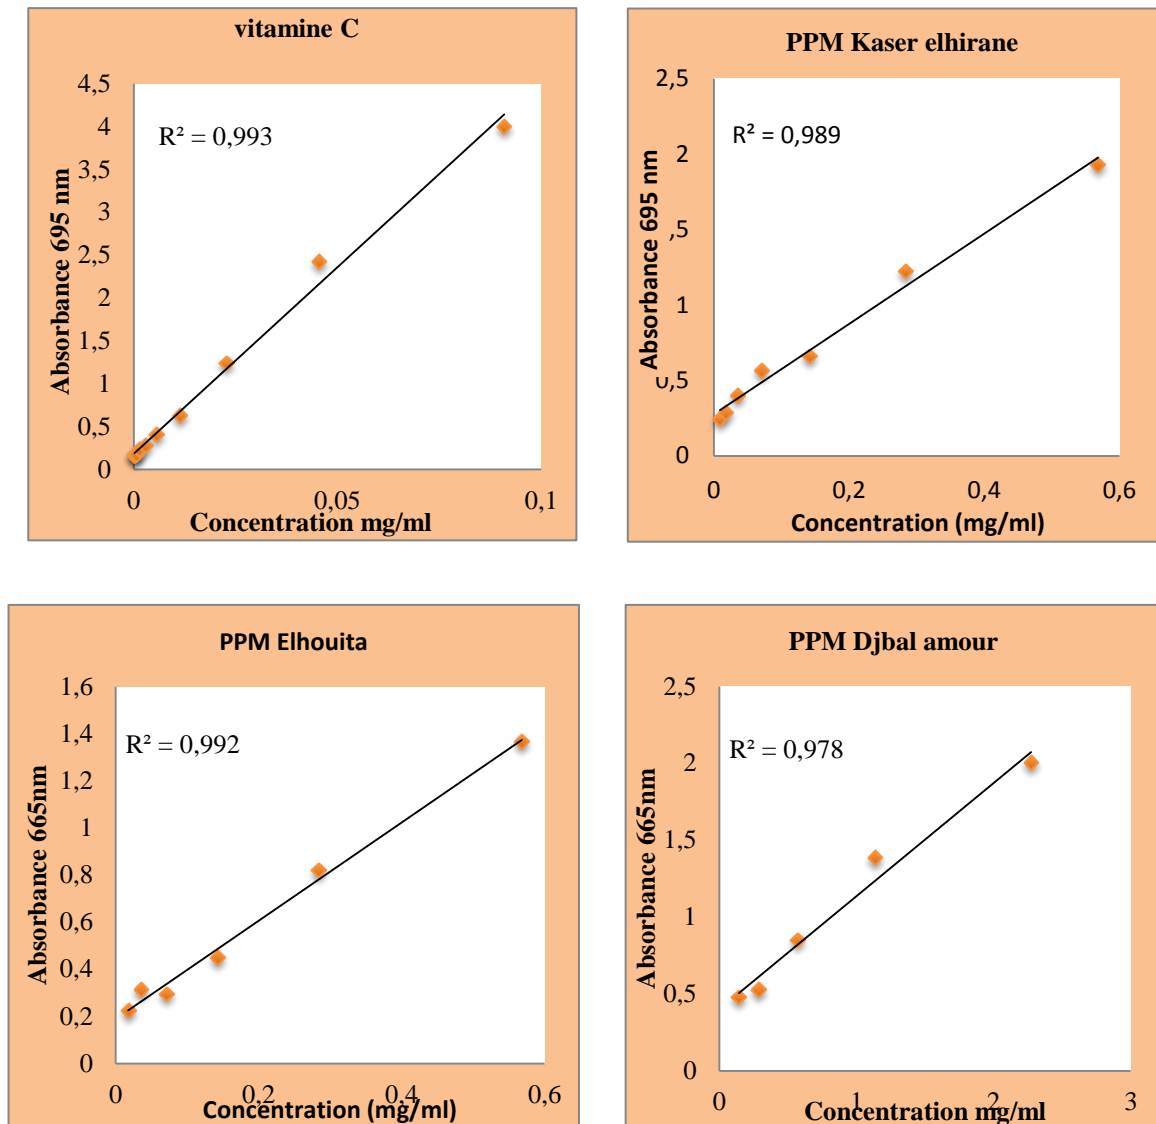 vitamine C
4,5
4
3,5
3
2,5
2
1,5
1
0,5
0
R² = 0,993
Absorbance 695 nm
0
0,05
0,1
Concentration mg/ml
PPM Kaser elhirane
2,5
2
,5
1
0,5
0
R² = 0,989
Absorbance 695 nm
0
0,2
0,4
0,6
Concentration (mg/ml)
PPM Elhouita
1,6
1,4
1,2
1
0,8
0,6
0,4
0,2
0
R² = 0,992
Absorbance 665nm
0
0,2
0,4
0,6
Concentration (mg/ml)
PPM Djbal amour
2,5
2
1,5
1
0,5
0
R² = 0,978
Absorbance 665nm
0
1
2
3
Concentration mg/ml